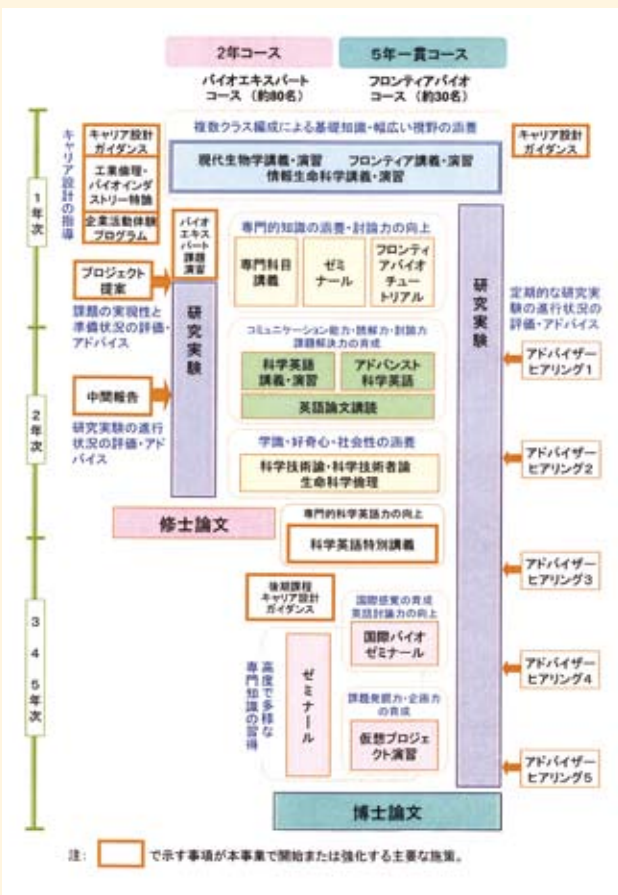 2年コース
5年一貫コース
バイオエキスパート
コース（約80名）
フロンティアバイオ
コース（約30名）
1年次
2年次
3 4 5年次
キャリア設計の指導
キャリア設計
ガイダンス
工業倫理・
バイオインダ
ストリー特論
企業活動体験
プログラム
複数クラス編成による基礎知識・幅広い視野の涵養
現代生物学講義・演習 フロンティア講義・演習
情報生命科学講義・演習
キャリア設計
ガイダンス
バイオ
エキス
パート
課題
演習
研究実験
プロジェクト
提案
課題の実現性と
準備状況の評価・
アドバイス
中間報告
研究実験の進行
状況の評価・アド
バイス
専門的知識の涵養・討論力の向上
専門科目
講義
ゼミ
ナール
フロンティ
アバイオ
チュー
トリアル
コミュニケーション能力・読解力・討論力
課題解決力の育成
科学英語
講義・演習
アドバンスト
科学英語
英語論文講読
学識・好奇心・社会性の涵養
科学技術論・科学技術者論
生命科学倫理
修士論文
専門的科学英語力の向上
科学英語特別講義
後期課程
キャリア設計
ガイダンス
高度で多様な
専門知識の習得
ゼミナール
国際感覚の育成
英語討論力の向上
国際バイオ
ゼミナール
課題発掘力・企画力
の育成
仮想プロジェ
クト演習
研究実験
定期的な研究実
験の進行状況の
評価・アドバイス
アドバイザー
ヒアリング1
アドバイザー
ヒアリング2
アドバイザー
ヒアリング3
アドバイザー
ヒアリング4
アドバイザー
ヒアリング5
博士論文
注： で示す事項が本事業で開始または強化する主要な施策。